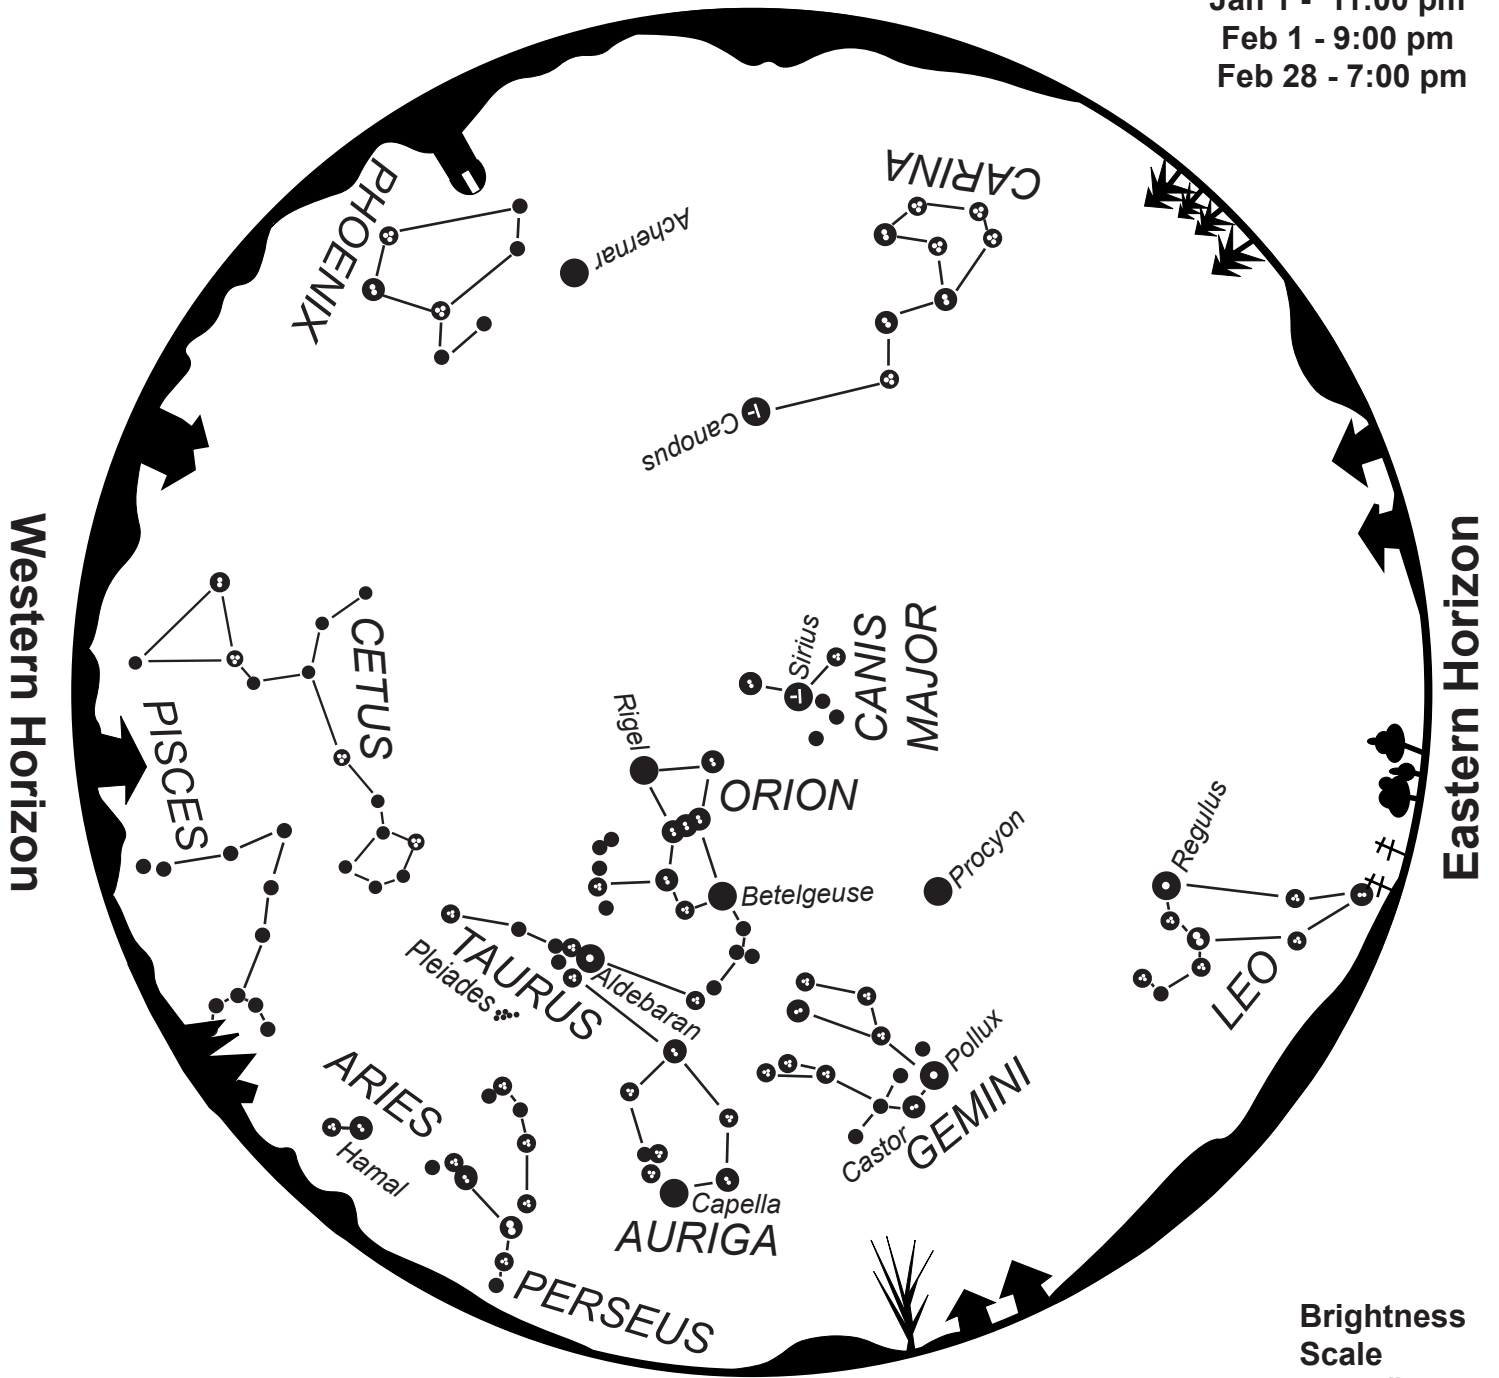 Jan 1 - 11:00 pm
Feb 1 - 9:00 pm
Feb 28 - 7:00 pm
PHOENIX
Achernar
CARINA
Canopus
Western Horizon
Eastern Horizon
CETUS
PISCES
Sirius
CANIS
MAJOR
Rigel
ORION
Betelgeuse
Procyon
Regulus
LEO
TAURUS
Pleiades
Aldebaran
Pollux
GEMINI
Castor
ARIES
Hamal
Capella
AURIGA
PERSEUS
Brightness
Scale